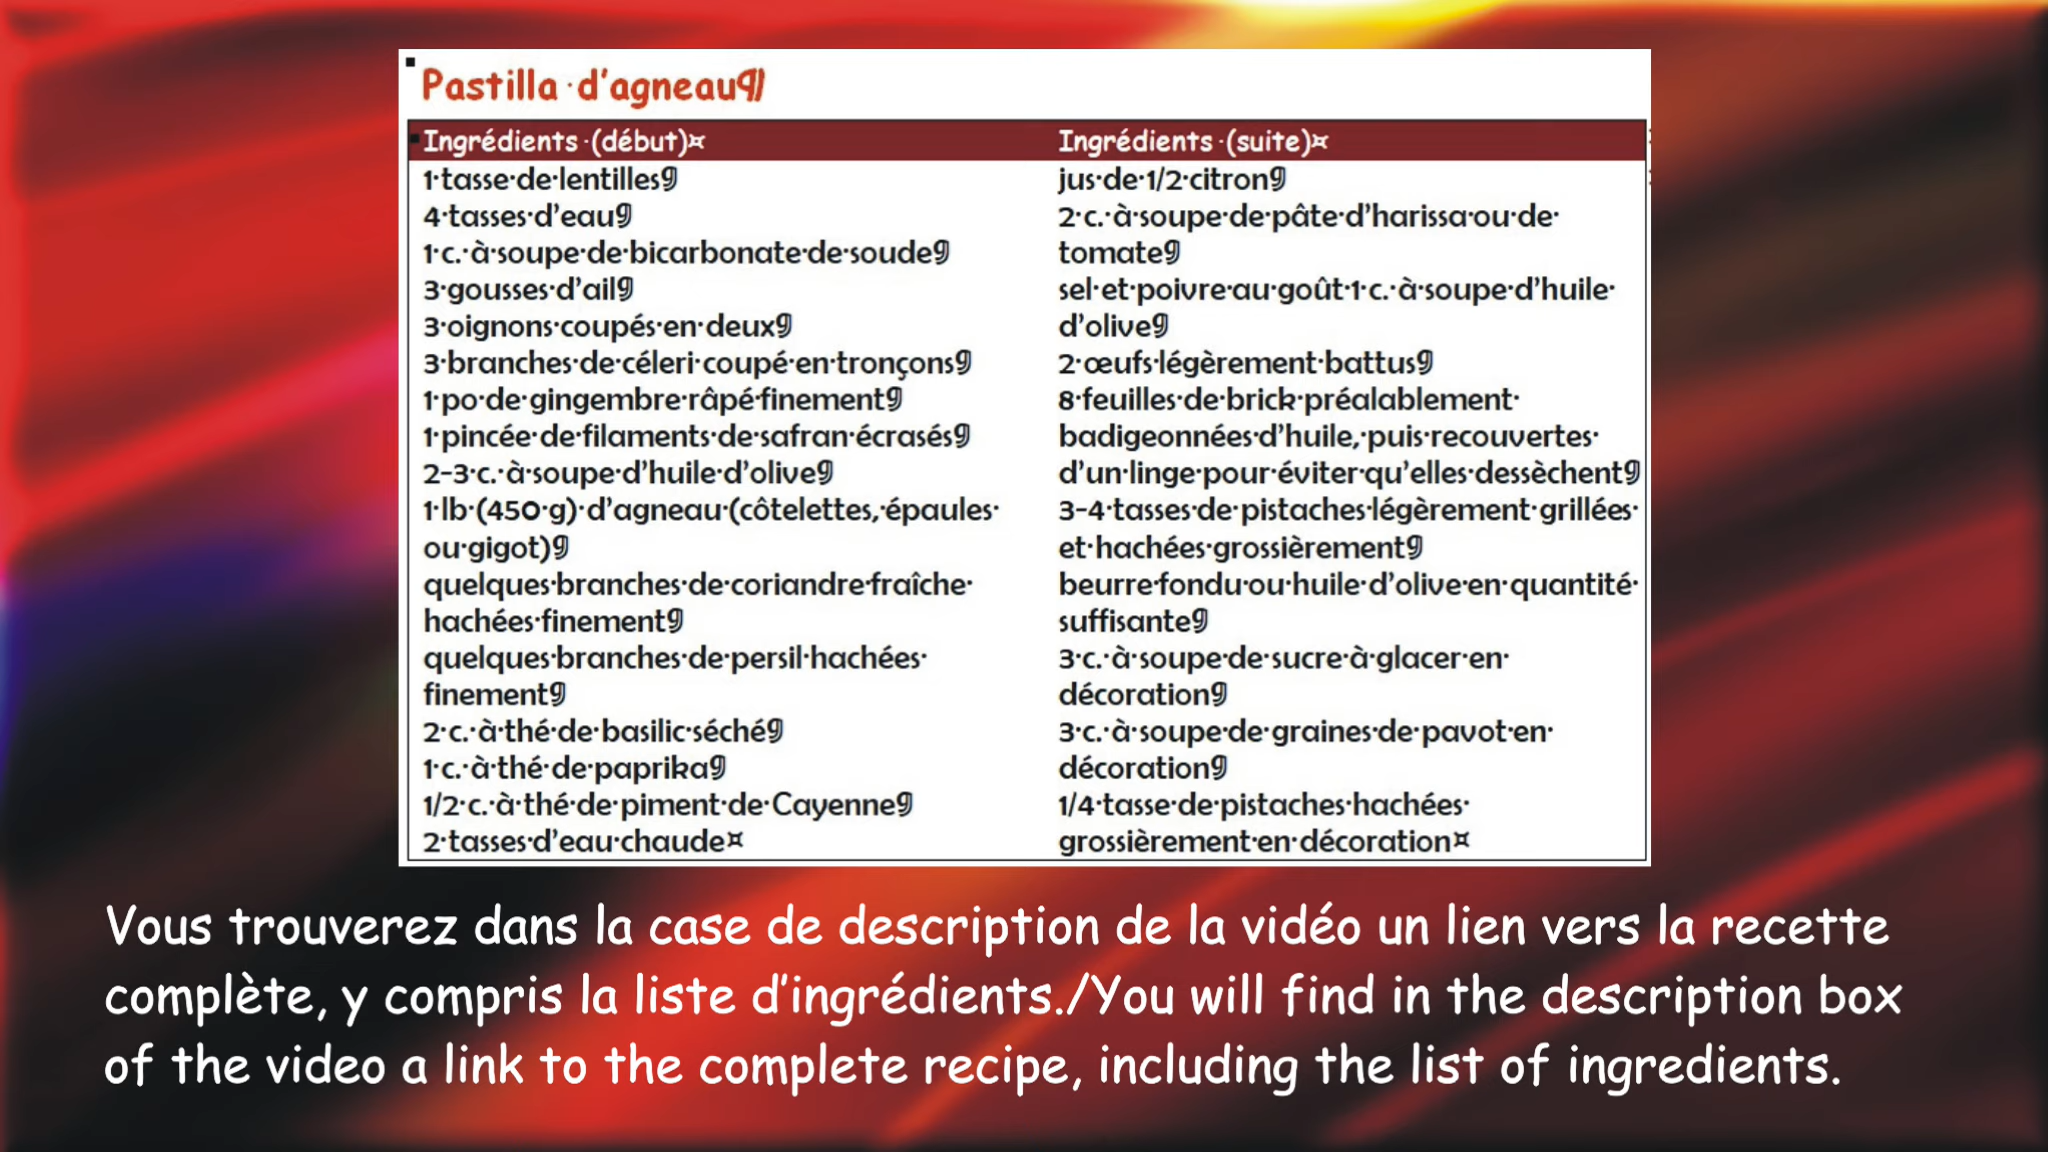 Pastilla d'agneau¶
Ingrédients (début)¤
1·tasse·de·lentilles¶
4·tasses·d'eau¶
1·c.·à·soupe·de·bicarbonate·de·soude¶
3·gousses·d'ail¶
3·oignons·coupés·en·deux¶
3·branches·de·céleri·coupé·en·tronçons¶
1·po·de·gingembre·râpé·finement¶
1·pincée·de·filaments·de·safran·écrasés¶
2-3·c.·à·soupe·d'huile·d'olive¶
1·lb·(450·g)·d'agneau·(côtelettes,·épaules·
ou·gigot)¶
quelques·branches·de·coriandre·fraîche·
hachées·finement¶
quelques·branches·de·persil·hachées·
finement¶
2·c.·à·thé·de·basilic·séché¶
1·c.·à·thé·de·paprika¶
1/2·c.·à·thé·de·piment·de·Cayenne¶
2·tasses·d'eau·chaude¤
Ingrédients·(suite)¤
jus·de·1/2·citron¶
2·c.·à·soupe·de·pâte·d'harissa·ou·de·
tomate¶
sel·et·poivre·au·goût·1·c.·à·soupe·d'huile·
d'olive¶
2·œufs·légèrement·battus¶
8·feuilles·de·brick·préalablement·
badigeonnées·d'huile,·puis·recouvertes·
d'un·linge·pour·éviter·qu'elles·dessèchent¶
3-4·tasses·de·pistaches·légèrement·grillées·
et·hachées·grossièrement¶
beurre·fondu·ou·huile·d'olive·en·quantité·
suffisante¶
3·c.·à·soupe·de·sucre·à·glacer·en·
décoration¶
3·c.·à·soupe·de·graines·de·pavot·en·
décoration¶
1/4·tasse·de·pistaches·hachées·
grossièrement·en·décoration¤
Vous trouverez dans la case de description de la vidéo un lien vers la recette
complète, y compris la liste d'ingrédients./You will find in the description box
of the video a link to the complete recipe, including the list of ingredients.